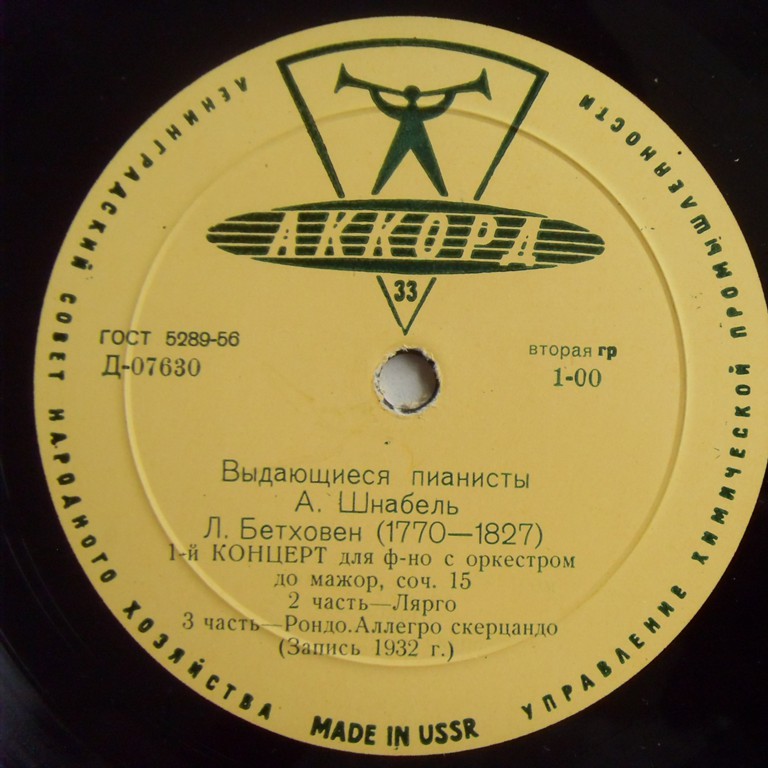 ЛЕНИНГРАДСКИЙ СОВЕТ НАРОДНОГО ХОЗЯЙСТВА
УПРАВЛЕНИЕ ХИМИЧЕСКОЙ ПРОМЫШЛЕННОСТИ
АККОРД
33
ГОСТ 5289-56
Д-07630
вторая гр
1-00
Выдающиеся пианисты
А. Шнабель
Л. Бетховен (1770—1827)
1-й КОНЦЕРТ для ф-но с оркестром
до мажор, соч. 15
2 часть—Лярго
3 часть—Рондо.Аллегро скерцандо
(Запись 1932 г.)
MADE IN USSR